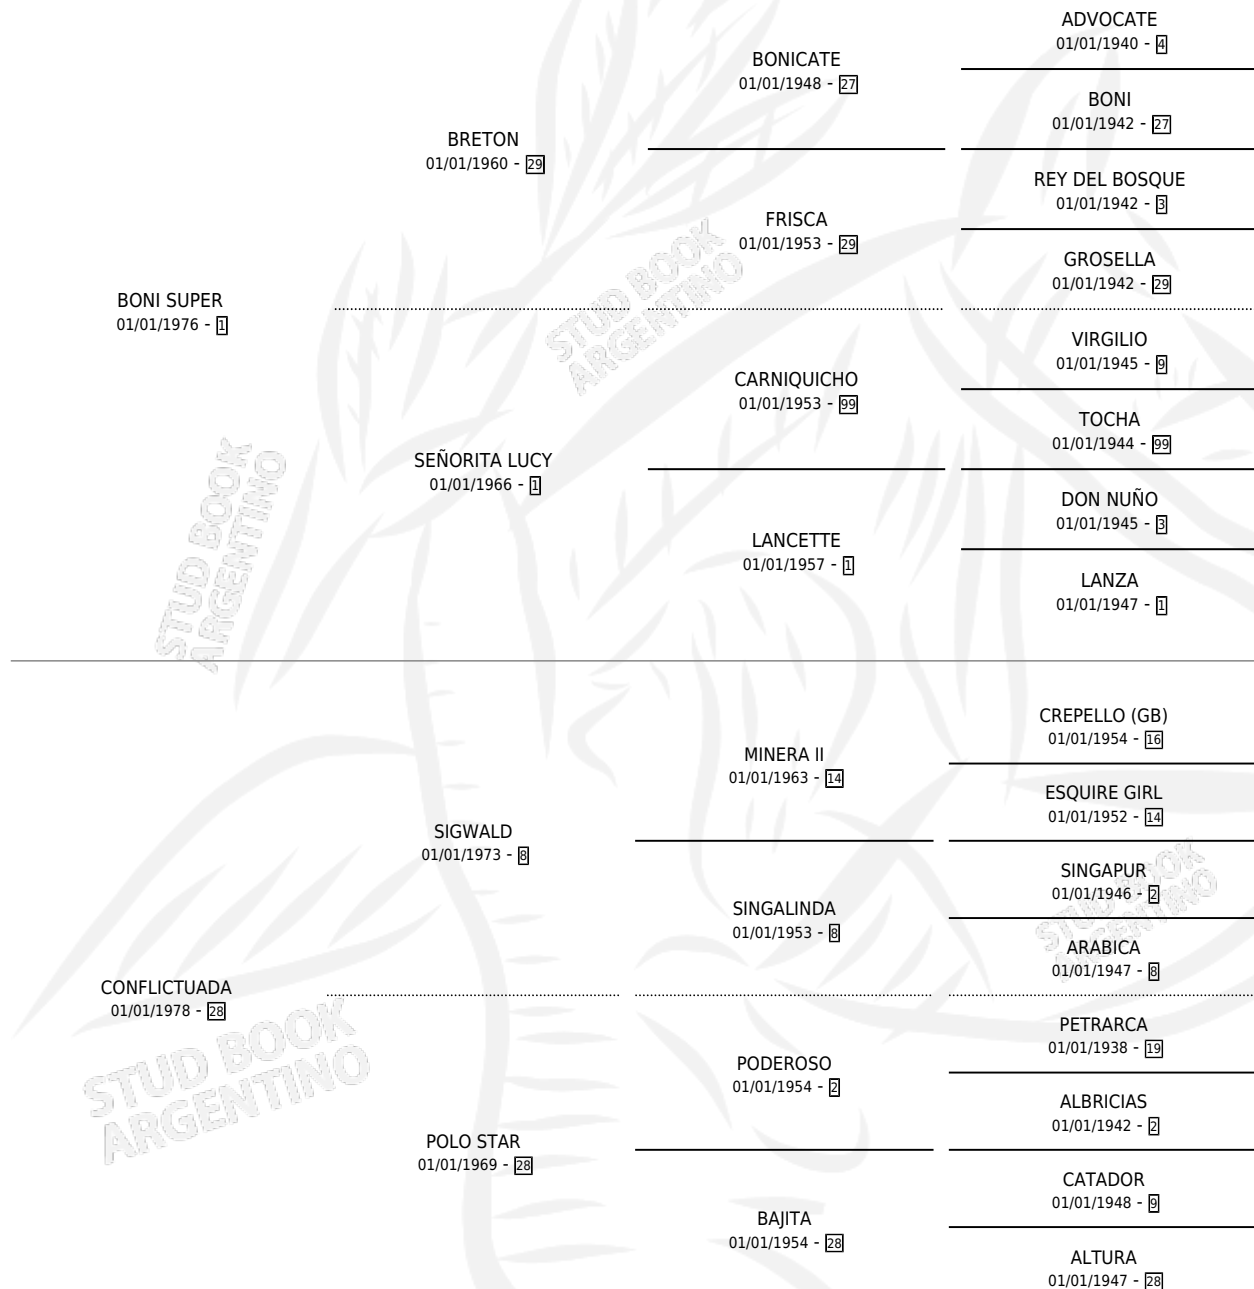 ADVOCATE
01/01/1940 - 4
BONICATE
01/01/1948 - 27
BONI
01/01/1942 - 27
BRETON
01/01/1960 - 29
REY DEL BOSQUE
01/01/1942 - 3
FRISCA
01/01/1953 - 29
GROSELLA
01/01/1942 - 29
BONI SUPER
01/01/1976 - 1
STUD BOOK
ARGENTINO
VIRGILIO
01/01/1945 - 9
CARNIQUICHO
01/01/1953 - 99
TOCHA
01/01/1944 - 99
SEÑORITA LUCY
01/01/1966 - 1
DON NUÑO
01/01/1945 - 3
LANCETTE
01/01/1957 - 1
LANZA
01/01/1947 - 1
STUD BOOK
ARGENTINO
CREPELLO (GB)
01/01/1954 - 16
MINERA II
01/01/1963 - 14
ESQUIRE GIRL
01/01/1952 - 14
SIGWALD
01/01/1973 - 8
SINGAPUR
01/01/1946 - 2
SINGALINDA
01/01/1953 - 8
ARABICA
01/01/1947 - 8
STUD BOOK
ARGENTINO
CONFLICTUADA
01/01/1978 - 28
PETRARCA
01/01/1938 - 19
PODEROSO
01/01/1954 - 2
ALBRICIAS
01/01/1942 - 2
STUD BOOK
ARGENTINO
POLO STAR
01/01/1969 - 28
CATADOR
01/01/1948 - 9
BAJITA
01/01/1954 - 28
ALTURA
01/01/1947 - 28